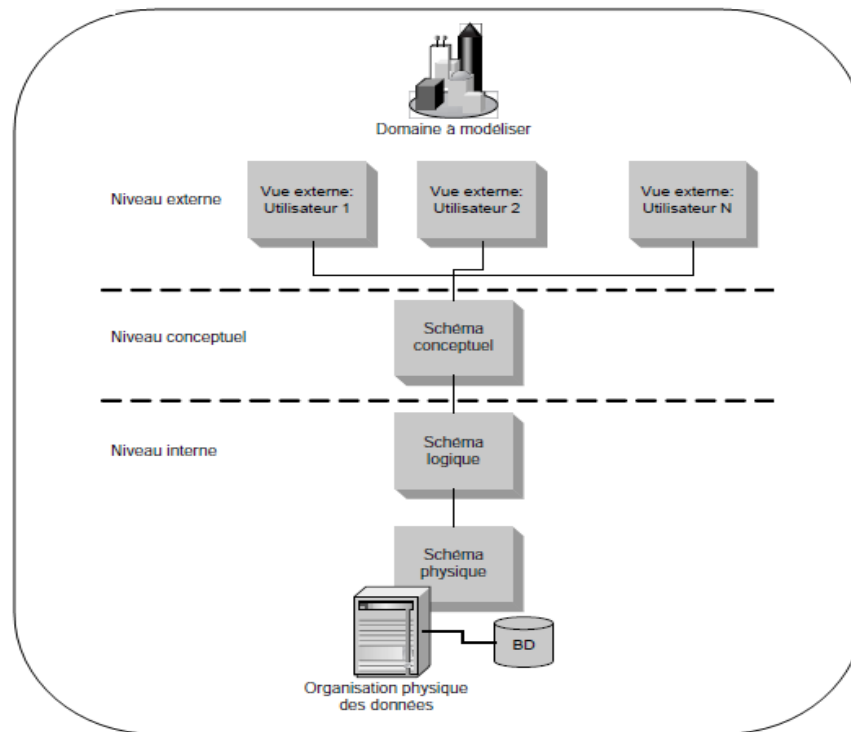 Domaine à modéliser
Niveau externe
Vue externe:
Utilisateur 1
Vue externe:
Utilisateur 2
Vue externe:
Utilisateur N
Niveau conceptuel
Schéma
conceptuel
Niveau interne
Schéma
logique
Schéma
physique
BD
Organisation physique
des données